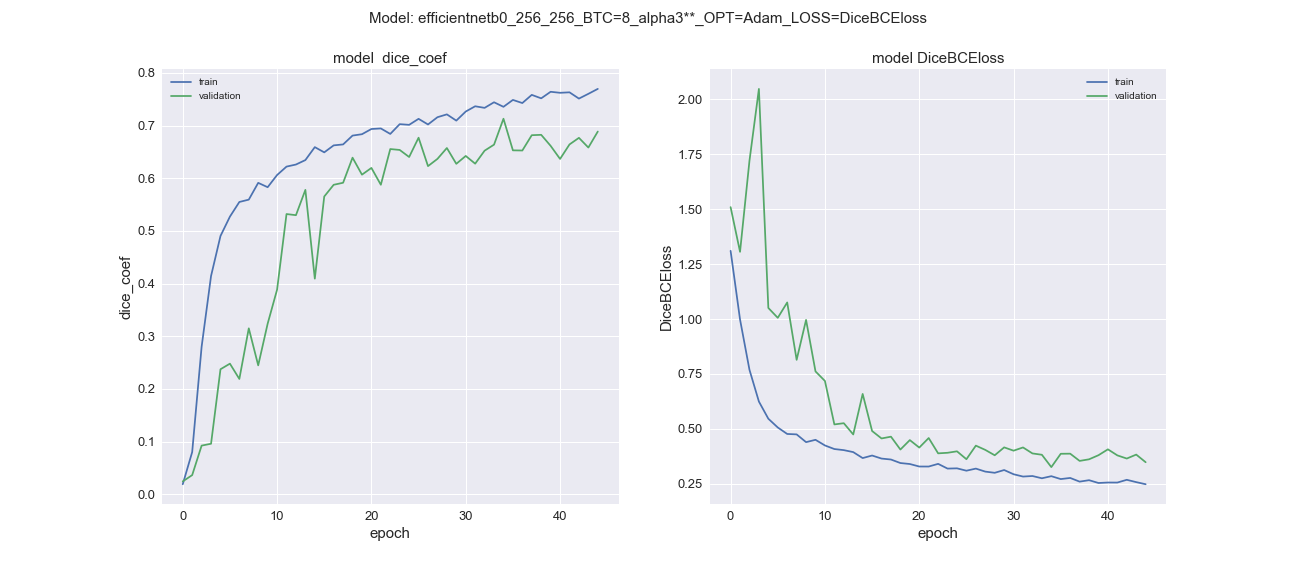 Model: efficientnetb0_256_256_BTC=8_alpha3**_OPT=Adam_LOSS=DiceBCEloss
model  dice_coef
train
validation
0.8
0.7
0.6
0.5
0.4
0.3
0.2
0.1
0.0
dice_coef
0
10
20
30
40
epoch
model DiceBCEloss
train
validation
2.00
1.75
1.50
1.25
1.00
0.75
0.50
0.25
DiceBCEloss
0
10
20
30
40
epoch